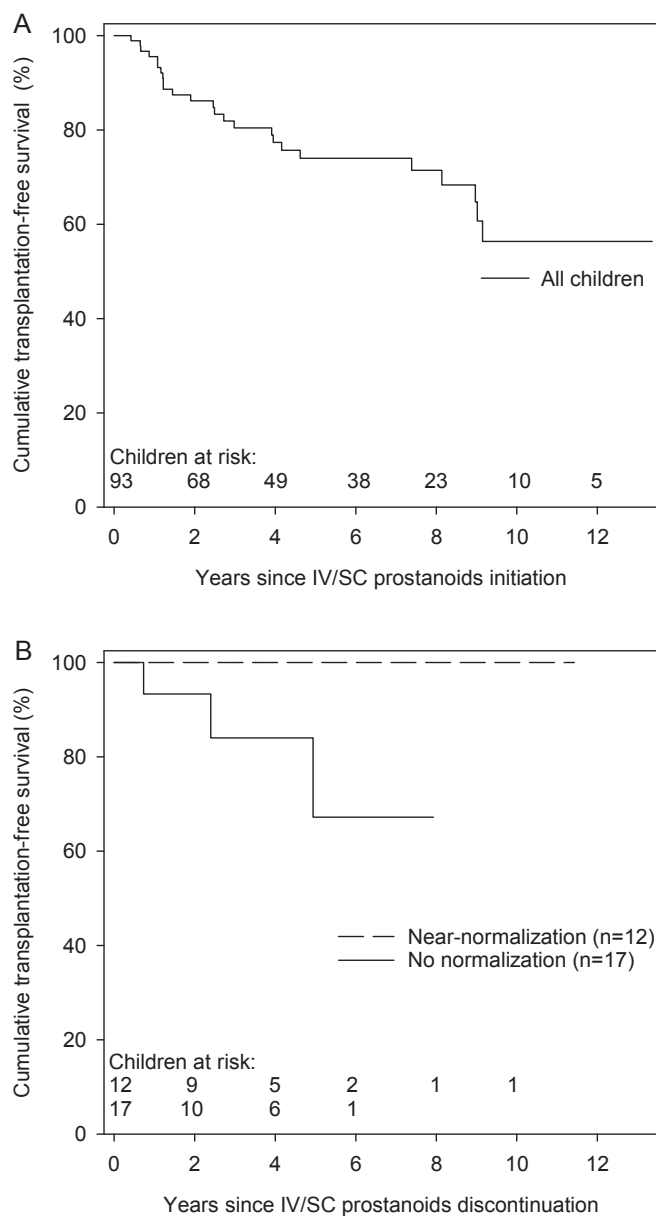 A
Cumulative transplantation-free survival (%)
100
80
60
40
20
0
All children
Children at risk:
93 68 49 38 23 10 5
0 2 4 6 8 10 12
Years since IV/SC prostanoids initiation
B
Cumulative transplantation-free survival (%)
100
80
60
40
20
0
Near-normalization (n=12)
No normalization (n=17)
Children at risk:
12 9 5 2 1 1
17 10 6 1
0 2 4 6 8 10 12
Years since IV/SC prostanoids discontinuation